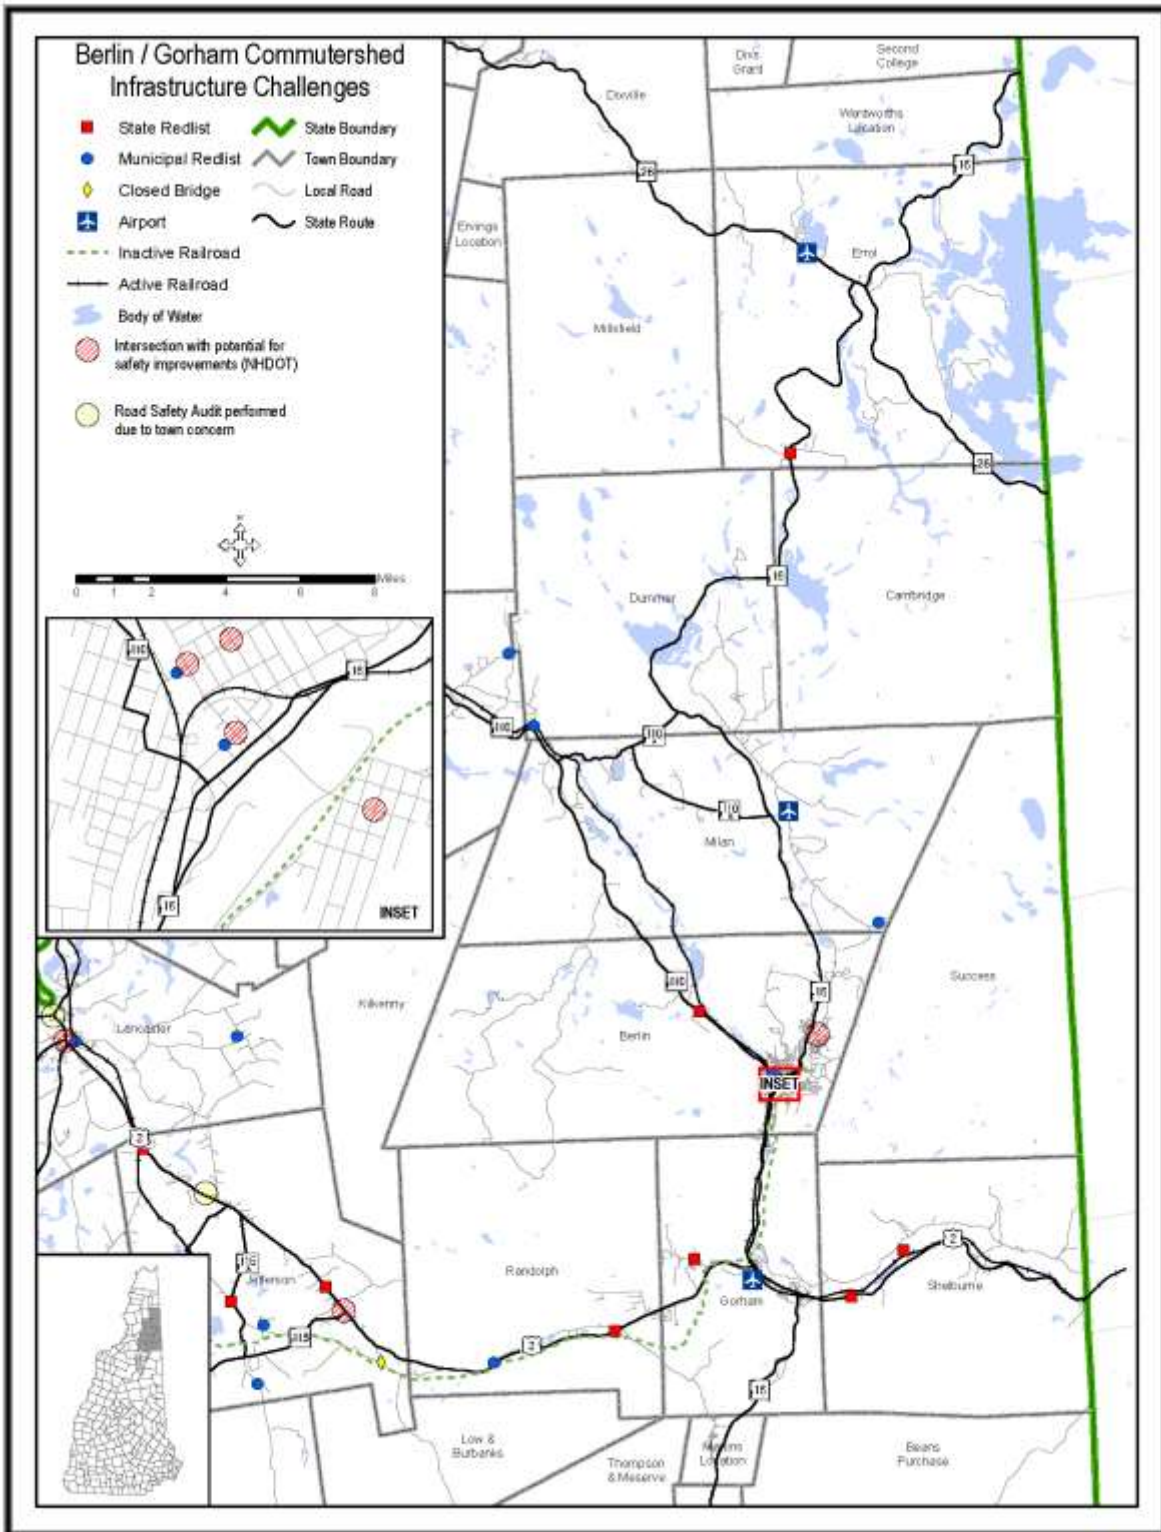 Berlin / Gorham Commutershed
Infrastructure Challenges
State Redlist
State Boundary
Municipal Redlist
Town Boundary
Closed Bridge
Local Road
Airport
State Route
Inactive Railroad
Active Railroad
Body of Water
Intersection with potential for
safety improvements (NHDOT)
Road Safety Audit performed
due to town concern
Miles
0 1 2 4 6 8
110
16
16
INSET
Dixs
Grant
Second
College
Dixville
Wentworths
Location
26
16
Ervings
Location
Errol
Millsfield
26
16
Dummer
Cambridge
110
110
110
Milan
Success
110
16
Kilkenny
Lancaster
Berlin
INSET
2
Randolph
2
Jefferson
Gorham
Shelburne
115
2
16
Low &
Burbanks
Thompson
& Meserve
Martins
Location
Beans
Purchase